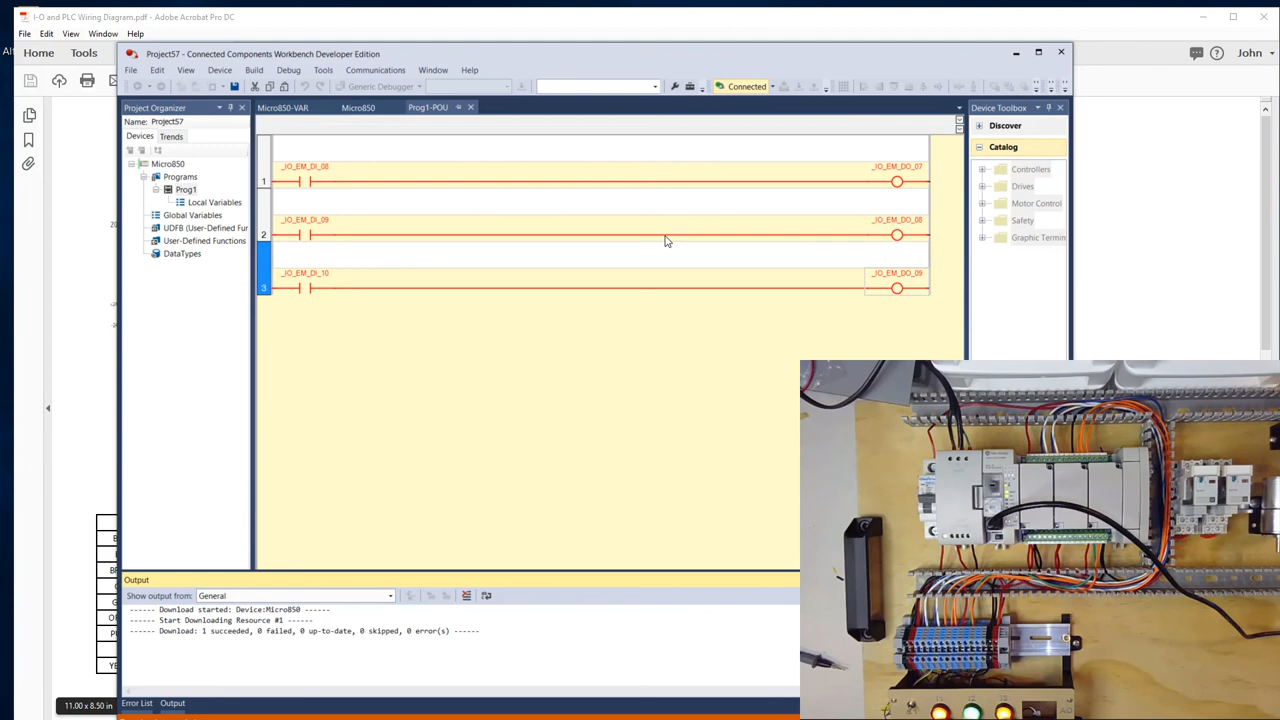 I-O and PLC Wiring Diagram.pdf - Adobe Acrobat Pro DC
File Edit View Window Help
Home Tools
John
Project57 - Connected Components Workbench Developer Edition
File Edit View Device Build Debug Tools Communications Window Help
Generic Debugger
Connected
Project Organizer
Name: Project57
Devices Trends
Micro850
Programs
Prog1
Local Variables
Global Variables
UDFB (User-Defined Fur
User-Defined Functions
DataTypes
Micro850-VAR Micro850 Prog1-POU
_IO_EM_DI_08 _IO_EM_DO_07
1
_IO_EM_DI_09 _IO_EM_DO_08
2
_IO_EM_DI_10 _IO_EM_DO_09
3
Device Toolbox
Discover
Catalog
Controllers
Drives
Motor Control
Safety
Graphic Termin
Output
Show output from: General
------ Download started: Device:Micro850 ------
------ Start Downloading Resource #1 ------
------ Download: 1 succeeded, 0 failed, 0 up-to-date, 0 skipped, 0 error(s) ------
Error List Output
11.00 x 8.50 in